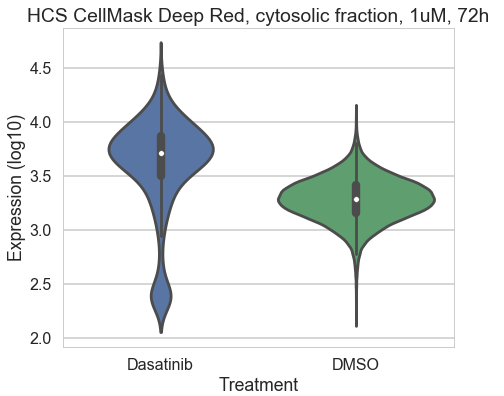 HCS CellMask Deep Red, cytosolic fraction, 1uM, 72h
4.5
4.0
3.5
3.0
2.5
2.0
Expression (log10)
Dasatinib
DMSO
Treatment